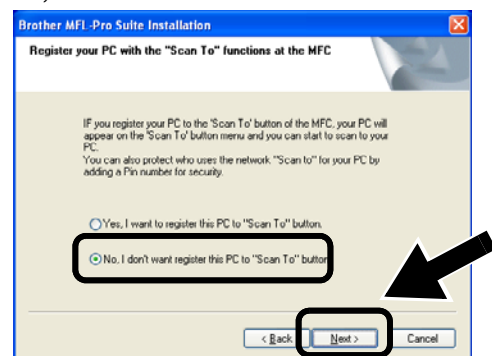 Brother MFL-Pro Suite Installation
Register your PC with the "Scan To" functions at the MFC
IF you register your PC to the 'Scan To' button of the MFC, your PC will
appear on the 'Scan To' button menu and you can start to scan to your
PC.
You can also protect who uses the network "Scan to" for your PC by
adding a Pin number for security.
Yes, I want to register this PC to "Scan To" button.
No, I don't want register this PC to "Scan To" button
< Back
Next >
Cancel